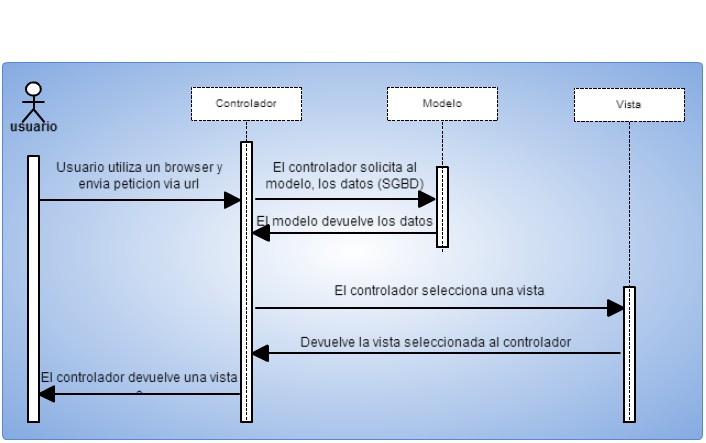 Controlador
Modelo
Vista
usuario
Usuario utiliza un browser y
envia peticion via url
El controlador solicita al
modelo, los datos (SGBD)
El modelo devuelve los datos
El controlador selecciona una vista
Devuelve la vista seleccionada al controlador
El controlador devuelve una vista